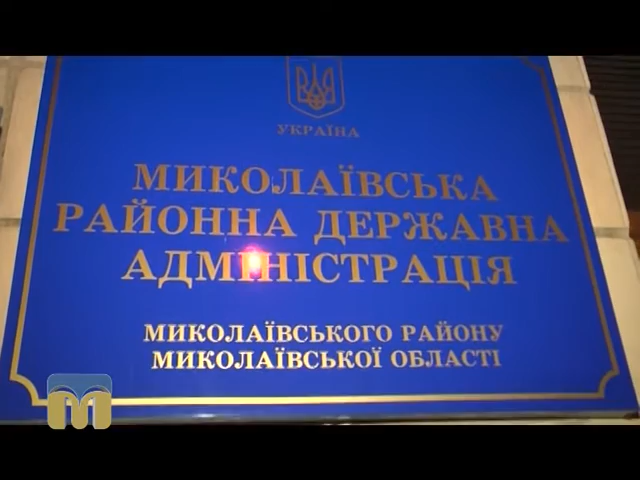 УКРАЇНА
МИКОЛАЇВСЬКА
РАЙОННА ДЕРЖАВНА
АДМІНІСТРАЦІЯ
МИКОЛАЇВСЬКОГО РАЙОНУ
МИКОЛАЇВСЬКОЇ ОБЛАСТІ
М